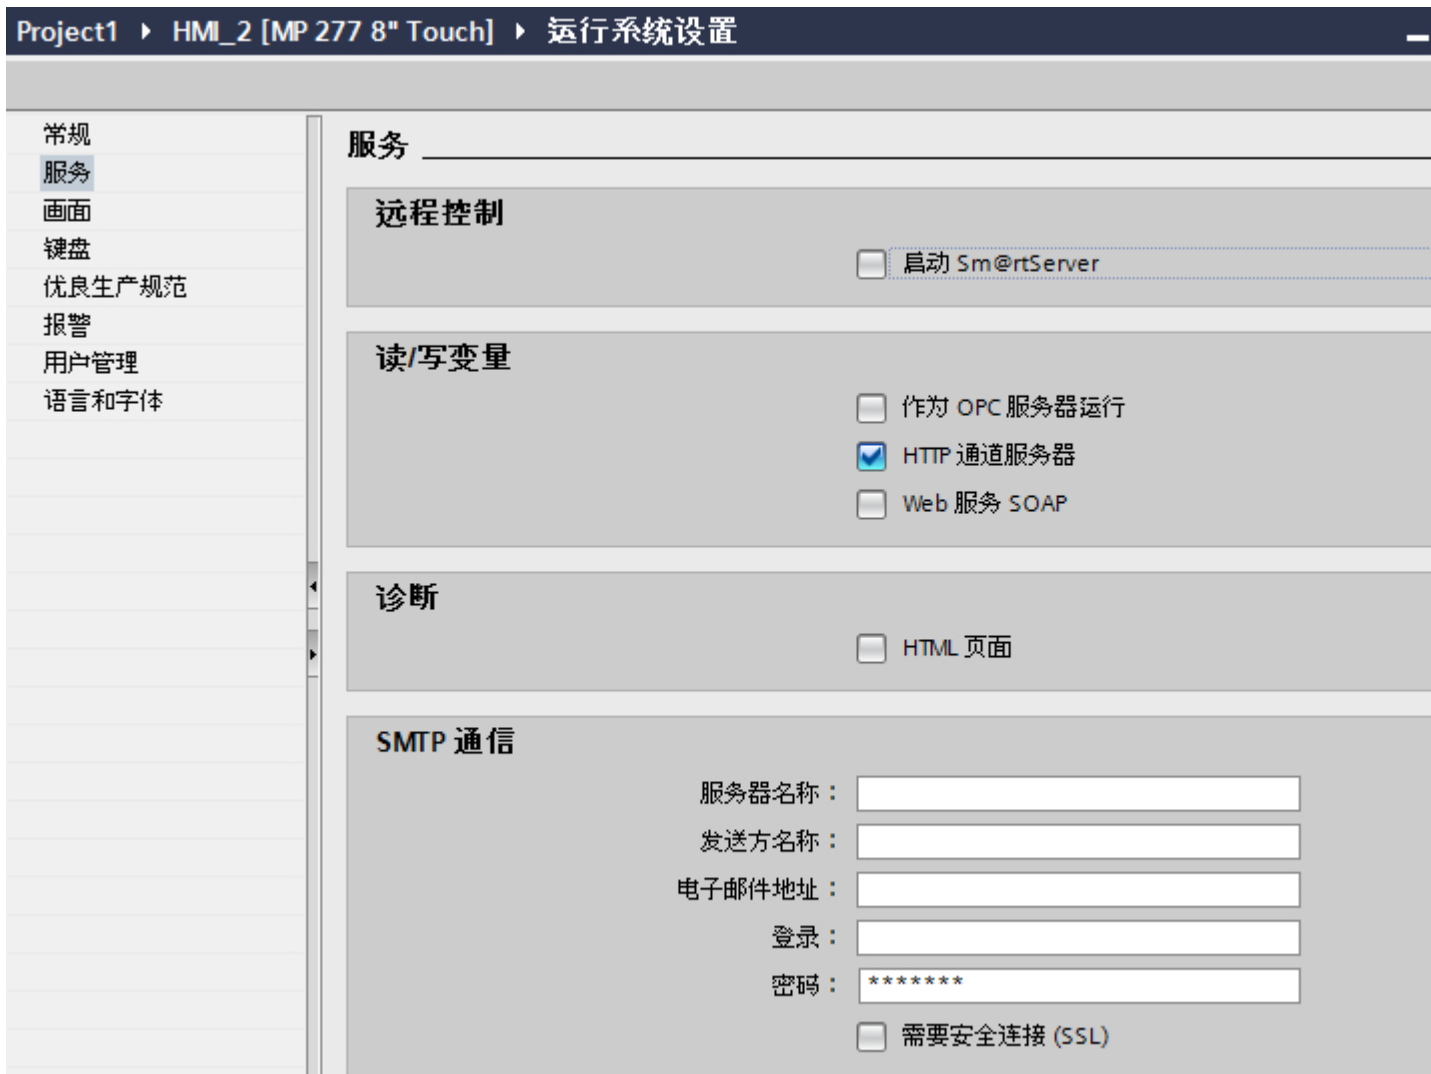 Project1 ▸ HMI_2 [MP 277 8" Touch] ▸ 运行系统设置
常规
服务
画面
键盘
优良生产规范
报警
用户管理
语言和字体
服务
远程控制
启动 Sm@rtServer
读/写变量
作为 OPC 服务器运行
HTTP 通道服务器
Web 服务 SOAP
诊断
HTML 页面
SMTP 通信
服务器名称：
发送方名称：
电子邮件地址：
登录：
密码： *******
需要安全连接 (SSL)